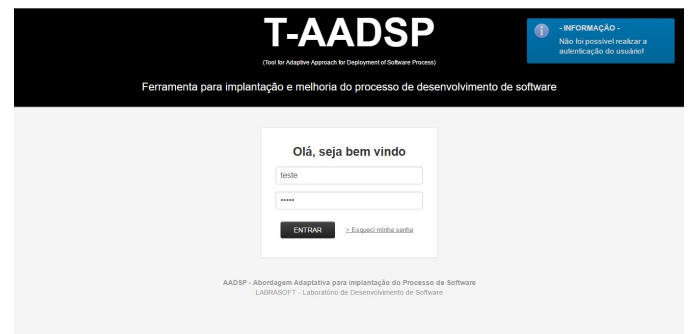 T-AADSP
(Tool for Adaptive Approach for Deployment of Software Process)
- INFORMAÇÃO -
Não foi possível realizar a
autenticação do usuário!
Ferramenta para implantação e melhoria do processo de desenvolvimento de software
Olá, seja bem vindo
teste
•••••
ENTRAR
> Esqueci minha senha
AADSP - Abordagem Adaptativa para implantação do Processo de Software
LABRASOFT - Laboratório de Desenvolvimento de Software